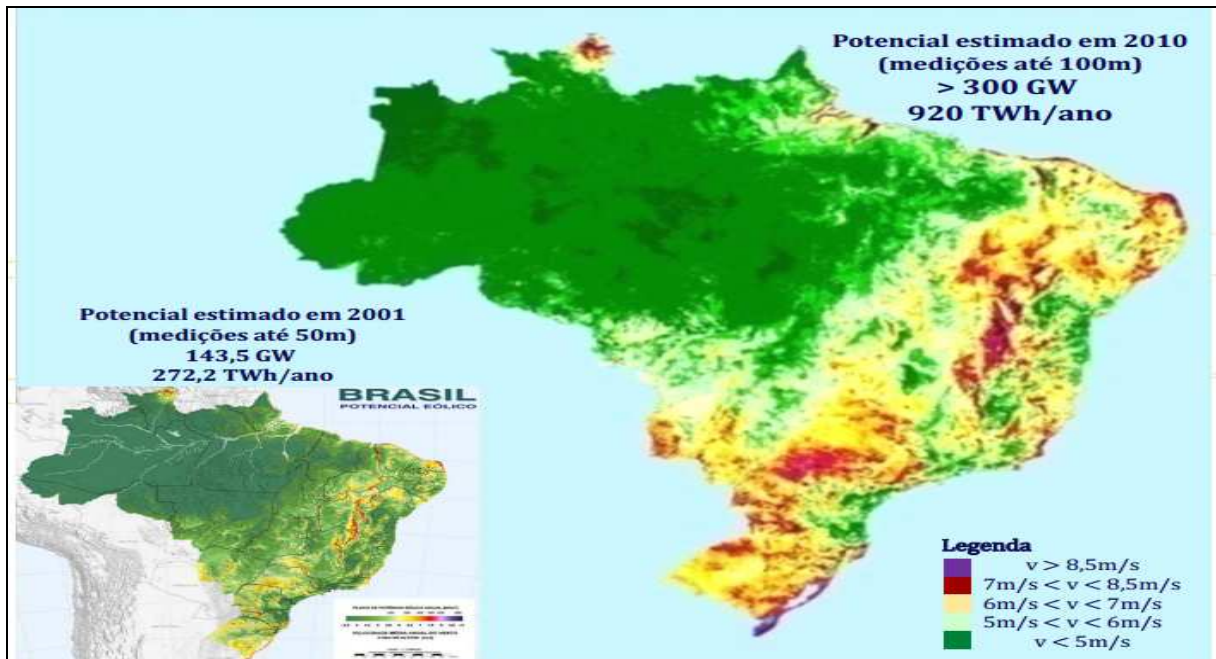 Potencial estimado em 2010
(medições até 100m)
> 300 GW
920 TWh/ano
Potencial estimado em 2001
(medições até 50m)
143,5 GW
272,2 TWh/ano
BRASIL
POTENCIAL EÓLICO
Legenda
v > 8,5m/s
7m/s < v < 8,5m/s
6m/s < v < 7m/s
5m/s < v < 6m/s
v < 5m/s